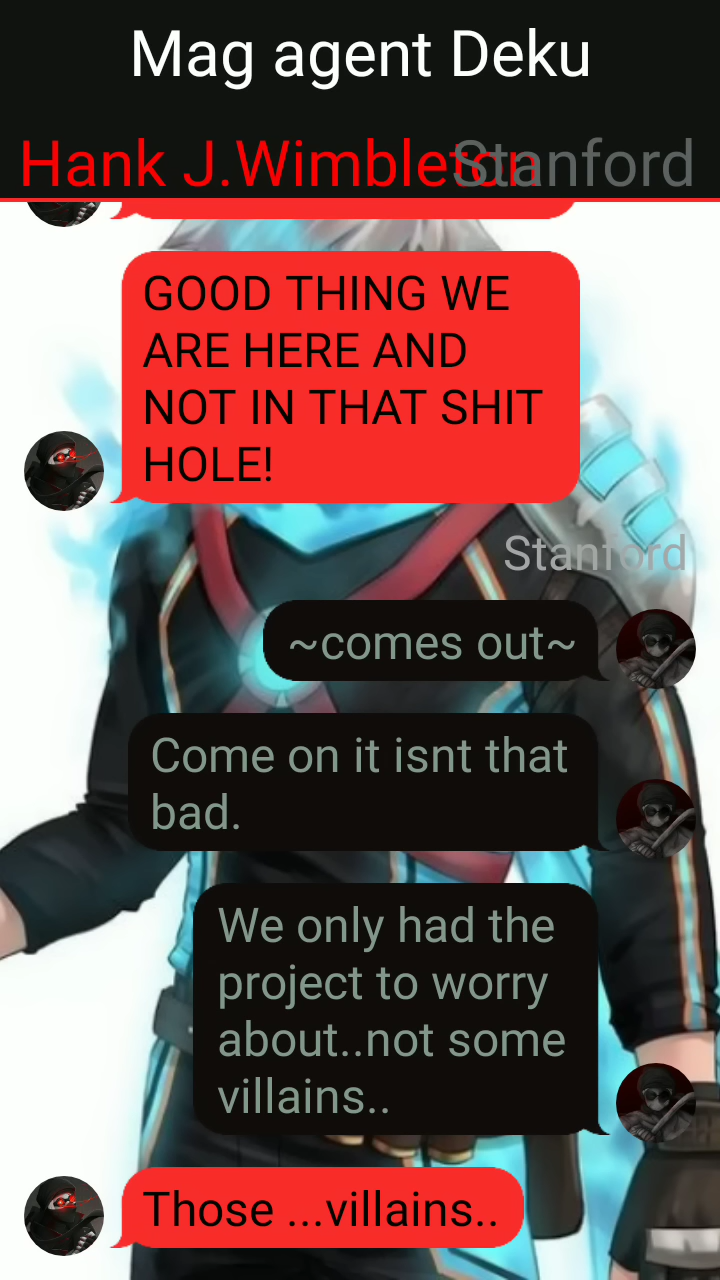 Mag agent Deku
Hank J.Wimbleton Stanford
GOOD THING WE
ARE HERE AND
NOT IN THAT SHIT
HOLE!
Stanford
~comes out~
Come on it isnt that
bad.
We only had the
project to worry
about..not some
villains..
Those ...villains..